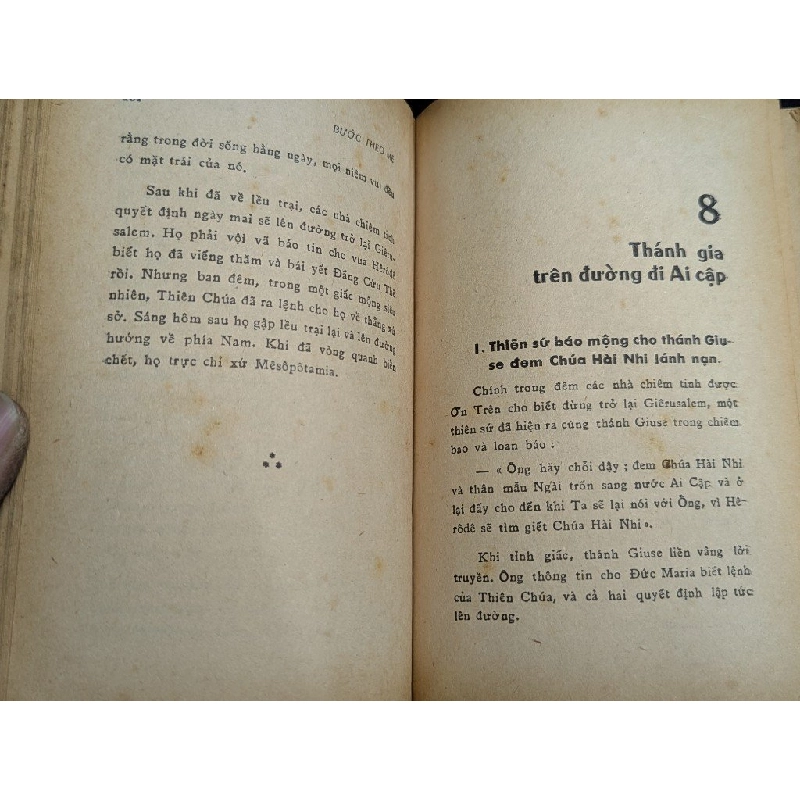 BƯỚC THEO
rằng trong đời sống hằng ngày, mọi niềm vui đều
có mặt trái của nó.
Sau khi đã về lều trại, các nhà chiêm tinh
quyết định ngày mai sẽ lên đường trở lại Giêru-
salem. Họ phải vội vã báo tin cho vua Hêrôđê
biết họ đã viếng thăm và bái yết Đấng Cứu Thế
rồi. Nhưng ban đêm, trong một giấc mộng siêu
nhiên, Thiên Chúa đã ra lệnh cho họ về thẳng xứ
sở. Sáng hôm sau họ gập lều trại lại và lên đường
hướng về phía Nam. Khi đã vòng quanh biển
chết, họ trực chỉ xứ Mêsôpôtamia.
8
Thánh gia
trên đường đi Ai cập
I. Thiên sứ báo mộng cho thánh Giu-
se đem Chúa Hài Nhi lánh nạn.
Chính trong đêm các nhà chiêm tinh được
Ơn Trên cho biết đừng trở lại Giêrusalem, một
thiên sứ đã hiện ra cùng thánh Giuse trong chiêm
bao và loan báo :
— « Ông hãy chỗi dậy ; đem Chúa Hài Nhi
và thân mẫu Ngài trốn sang nước Ai Cập và ở
lại đấy cho đến khi Ta sẽ lại nói với Ông, vì Hê-
rôđê sẽ tìm giết Chúa Hài Nhi».
Khi tỉnh giấc, thánh Giuse liền vâng lời
truyền. Ông thông tin cho Đức Maria biết lệnh
của Thiên Chúa, và cả hai quyết định lập tức
lên đường.